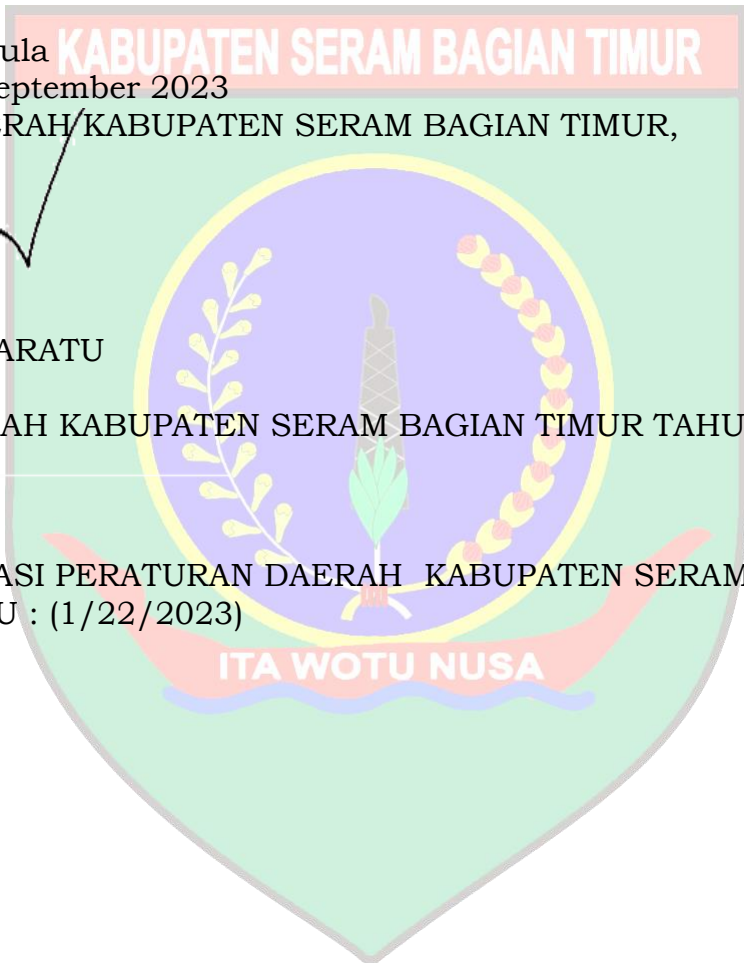 KABUPATEN SERAM BAGIAN TIMUR
ula
eptember 2023
ERAH KABUPATEN SERAM BAGIAN TIMUR,
ARATU
AH KABUPATEN SERAM BAGIAN TIMUR TAHU
ASI PERATURAN DAERAH KABUPATEN SERAM
U : (1/22/2023)
ITA WOTU NUSA